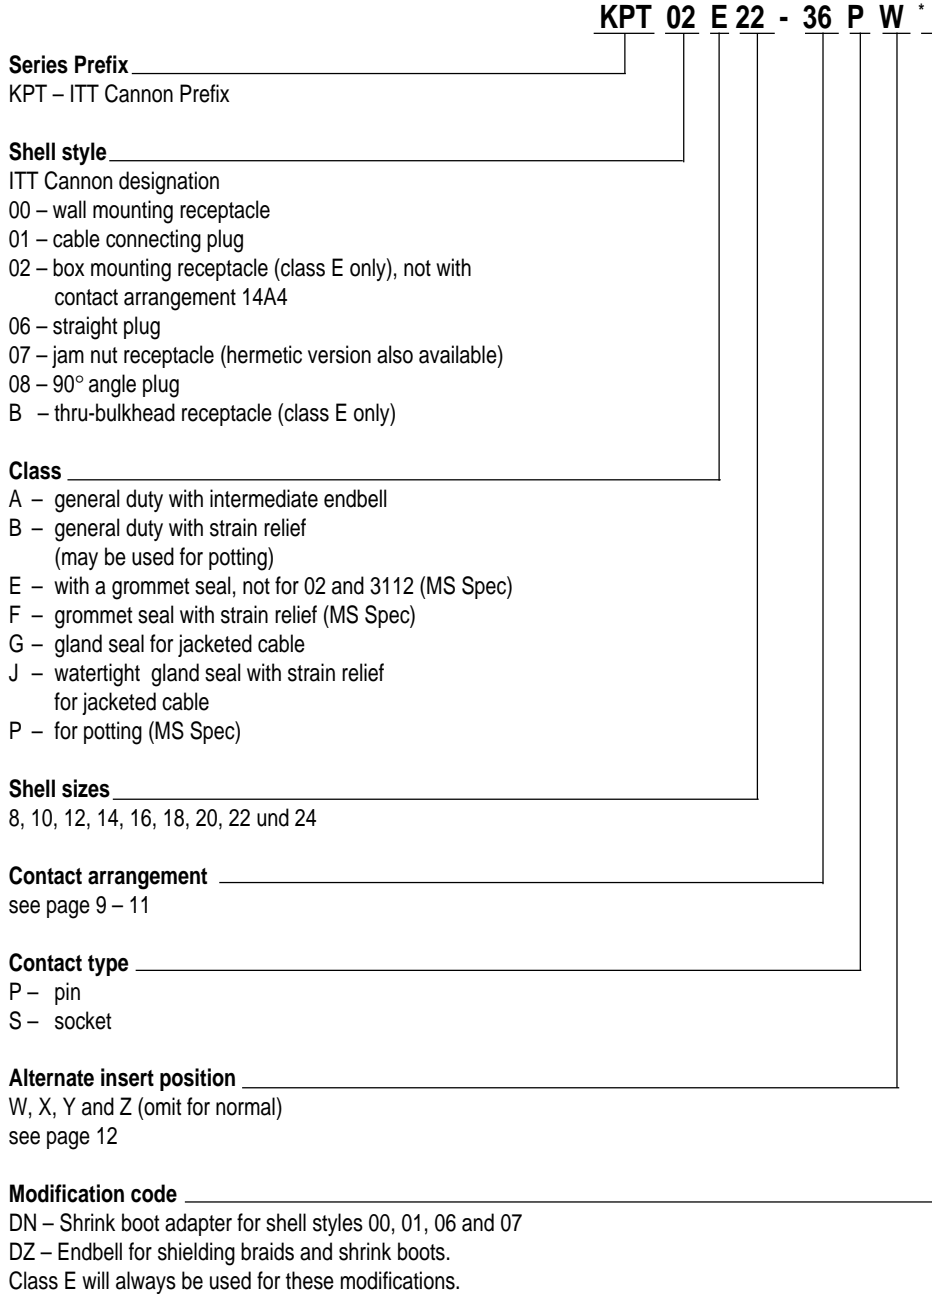 KPT 02 E 22 - 36 P W *
Series Prefix
KPT – ITT Cannon Prefix
Shell style
ITT Cannon designation
00 – wall mounting receptacle
01 – cable connecting plug
02 – box mounting receptacle (class E only), not with
contact arrangement 14A4
06 – straight plug
07 – jam nut receptacle (hermetic version also available)
08 – 90° angle plug
B – thru-bulkhead receptacle (class E only)
Class
A – general duty with intermediate endbell
B – general duty with strain relief
(may be used for potting)
E – with a grommet seal, not for 02 and 3112 (MS Spec)
F – grommet seal with strain relief (MS Spec)
G – gland seal for jacketed cable
J – watertight gland seal with strain relief
for jacketed cable
P – for potting (MS Spec)
Shell sizes
8, 10, 12, 14, 16, 18, 20, 22 und 24
Contact arrangement
see page 9 – 11
Contact type
P – pin
S – socket
Alternate insert position
W, X, Y and Z (omit for normal)
see page 12
Modification code
DN – Shrink boot adapter for shell styles 00, 01, 06 and 07
DZ – Endbell for shielding braids and shrink boots.
Class E will always be used for these modifications.